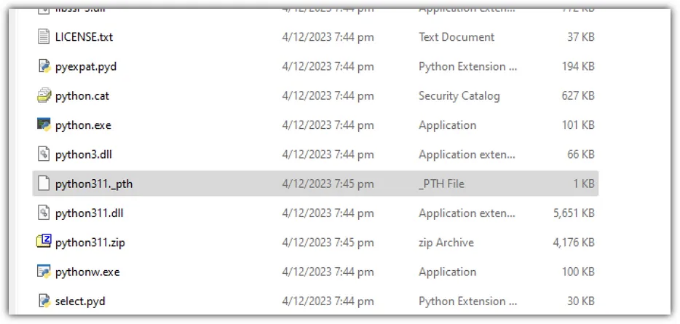 libssl-3.dll 4/12/2023 7:44 pm Application exten... 772 KB
LICENSE.txt 4/12/2023 7:44 pm Text Document 37 KB
pyexpat.pyd 4/12/2023 7:44 pm Python Extension ... 194 KB
python.cat 4/12/2023 7:44 pm Security Catalog 627 KB
python.exe 4/12/2023 7:44 pm Application 101 KB
python3.dll 4/12/2023 7:44 pm Application exten... 66 KB
python311._pth 4/12/2023 7:45 pm _PTH File 1 KB
python311.dll 4/12/2023 7:44 pm Application exten... 5,651 KB
python311.zip 4/12/2023 7:45 pm zip Archive 4,176 KB
pythonw.exe 4/12/2023 7:44 pm Application 100 KB
select.pyd 4/12/2023 7:44 pm Python Extension ... 30 KB